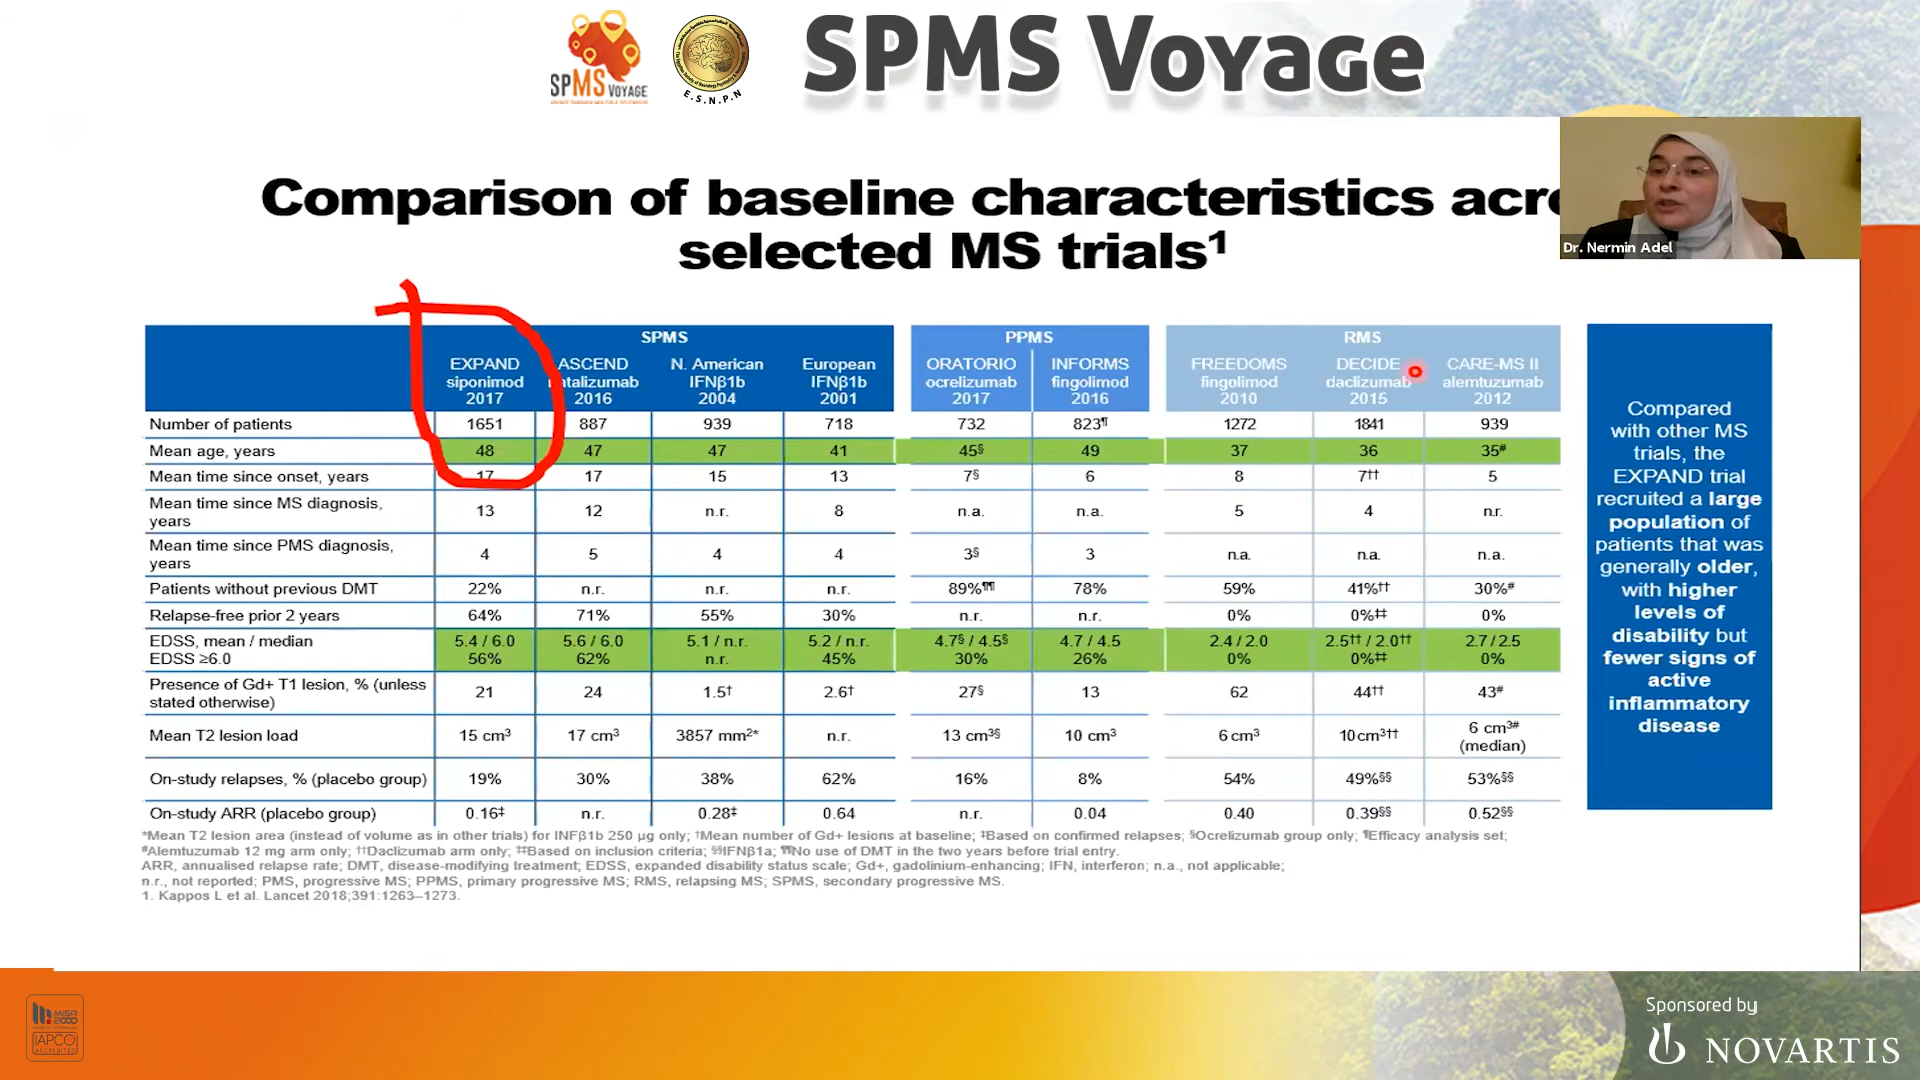 SPMS VOYAGE
E.S.N.P.N
SPMS Voyage
Comparison of baseline characteristics acr
selected MS trials¹
Dr. Nermin Adel
SPMS PPMS RMS
EXPAND siponimod 2017
ASCEND natalizumab 2016
N. American IFNβ1b 2004
European IFNβ1b 2001
ORATORIO ocrelizumab 2017
INFORMS fingolimod 2016
FREEDOMS fingolimod 2010
DECIDE daclizumab 2015
CARE-MS II alemtuzumab 2012
Number of patients 1651 887 939 718 732 823¶ 1272 1841 939
Mean age, years 48 47 47 41 45§ 49 37 36 35#
Mean time since onset, years 17 17 15 13 7§ 6 8 7†† 5
Mean time since MS diagnosis, years 13 12 n.r. 8 n.a. n.a. 5 4 n.r.
Mean time since PMS diagnosis, years 4 5 4 4 3§ 3 n.a. n.a. n.a.
Patients without previous DMT 22% n.r. n.r. n.r. 89%¶¶ 78% 59% 41%†† 30%#
Relapse-free prior 2 years 64% 71% 55% 30% n.r. n.r. 0% 0%‡‡ 0%
EDSS, mean / median 5.4 / 6.0 5.6 / 6.0 5.1 / n.r. 5.2 / n.r. 4.7§ / 4.5§ 4.7 / 4.5 2.4 / 2.0 2.5†† / 2.0†† 2.7 / 2.5
EDSS ≥6.0 56% 62% n.r. 45% 30% 26% 0% 0%‡‡ 0%
Presence of Gd+ T1 lesion, % (unless stated otherwise) 21 24 1.5† 2.6† 27§ 13 62 44†† 43#
Mean T2 lesion load 15 cm³ 17 cm³ 3857 mm²* n.r. 13 cm³§ 10 cm³ 6 cm³ 10cm³†† 6 cm³# (median)
On-study relapses, % (placebo group) 19% 30% 38% 62% 16% 8% 54% 49%§§ 53%§§
On-study ARR (placebo group) 0.16‡ n.r. 0.28‡ 0.64 n.r. 0.04 0.40 0.39§§ 0.52§§
Compared
with other MS
trials, the
EXPAND trial
recruited a large
population of
patients that was
generally older,
with higher
levels of
disability but
fewer signs of
active
inflammatory
disease
*Mean T2 lesion area (instead of volume as in other trials) for INFβ1b 250 µg only; †Mean number of Gd+ lesions at baseline; ‡Based on confirmed relapses; §Ocrelizumab group only; ¶Efficacy analysis set;
#Alemtuzumab 12 mg arm only; ††Daclizumab arm only; ‡‡Based on inclusion criteria; §§IFNβ1a; ¶¶No use of DMT in the two years before trial entry.
ARR, annualised relapse rate; DMT, disease-modifying treatment; EDSS, expanded disability status scale; Gd+, gadolinium-enhancing; IFN, interferon; n.a., not applicable;
n.r., not reported; PMS, progressive MS; PPMS, primary progressive MS; RMS, relapsing MS; SPMS, secondary progressive MS.
1. Kappos L et al. Lancet 2018;391:1263–1273.
MISR 2000
IAPCO
ACCREDITED
Sponsored by
NOVARTIS